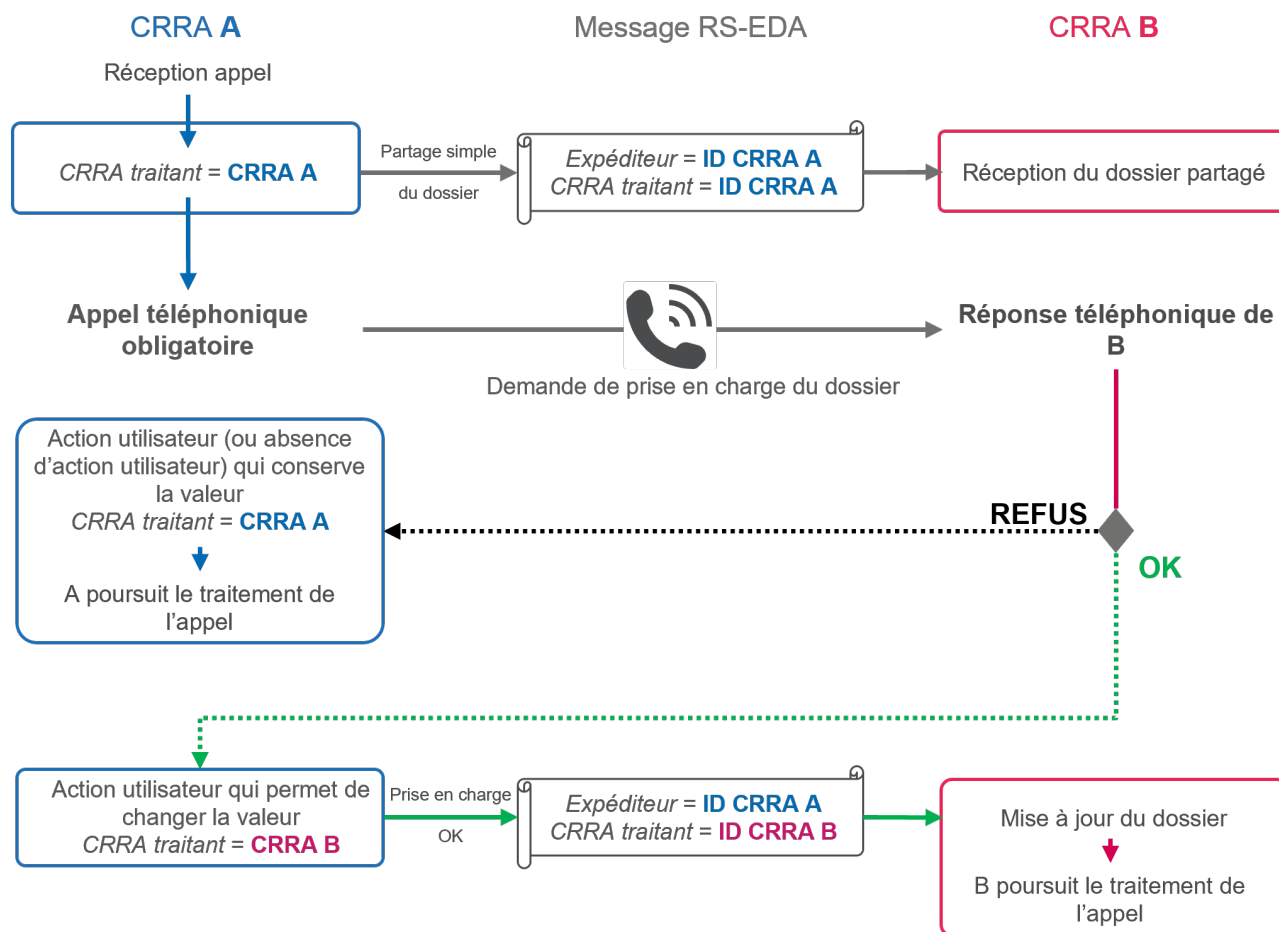 CRRA A
Message RS-EDA
CRRA B
Réception appel
CRRA traitant = CRRA A
Partage simple
du dossier
Expéditeur = ID CRRA A
CRRA traitant = ID CRRA A
Réception du dossier partagé
Appel téléphonique
obligatoire
Demande de prise en charge du dossier
Réponse téléphonique de
B
Action utilisateur (ou absence
d’action utilisateur) qui conserve
la valeur
CRRA traitant = CRRA A
A poursuit le traitement de
l’appel
REFUS
OK
Action utilisateur qui permet de
changer la valeur
CRRA traitant = CRRA B
Prise en charge
OK
Expéditeur = ID CRRA A
CRRA traitant = ID CRRA B
Mise à jour du dossier
B poursuit le traitement de
l’appel